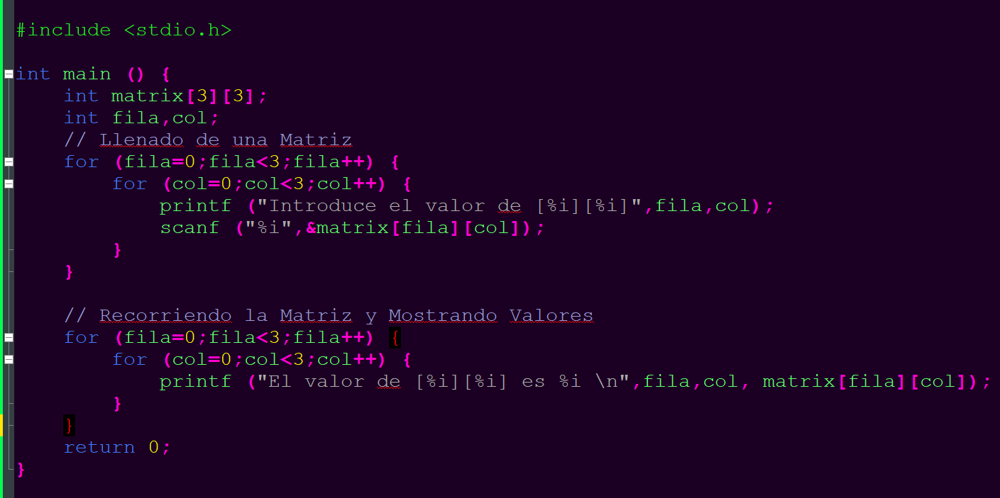 #include <stdio.h>
int main () {
int matrix[3][3];
int fila,col;
// Llenado de una Matriz
for (fila=0;fila<3;fila++) {
for (col=0;col<3;col++) {
printf ("Introduce el valor de [%i][%i]",fila,col);
scanf ("%i",&matrix[fila][col]);
}
}
// Recorriendo la Matriz y Mostrando Valores
for (fila=0;fila<3;fila++) {
for (col=0;col<3;col++) {
printf ("El valor de [%i][%i] es %i \n",fila,col, matrix[fila][col]);
}
}
return 0;
}